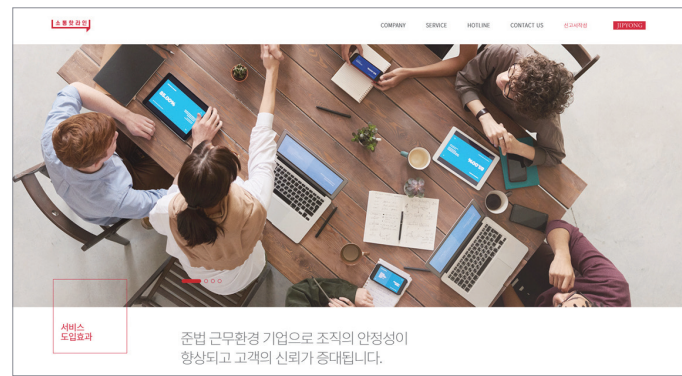 소통핫라인
COMPANY SERVICE HOTLINE CONTACT US 신고서작성 JIPYONG
서비스
도입효과
준법 근무환경 기업으로 조직의 안정성이
향상되고 고객의 신뢰가 증대됩니다.